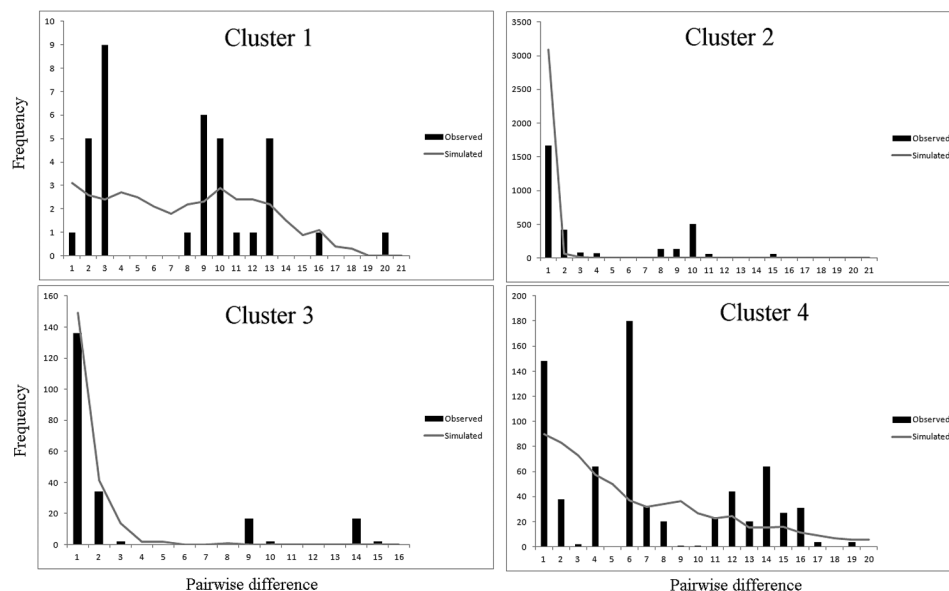 Cluster 1
Frequency
10
9
8
7
6
5
4
3
2
1
0
1 2 3 4 5 6 7 8 9 10 11 12 13 14 15 16 17 18 19 20 21
Observed
Simulated
Cluster 2
3500
3000
2500
2000
1500
1000
500
0
1 2 3 4 5 6 7 8 9 10 11 12 13 14 15 16 17 18 19 20 21
Observed
Simulated
Cluster 3
Frequency
160
140
120
100
80
60
40
20
0
1 2 3 4 5 6 7 8 9 10 11 12 13 14 15 16
Observed
Simulated
Pairwise difference
Cluster 4
200
180
160
140
120
100
80
60
40
20
0
1 2 3 4 5 6 7 8 9 10 11 12 13 14 15 16 17 18 19 20
Observed
Simulated
Pairwise difference